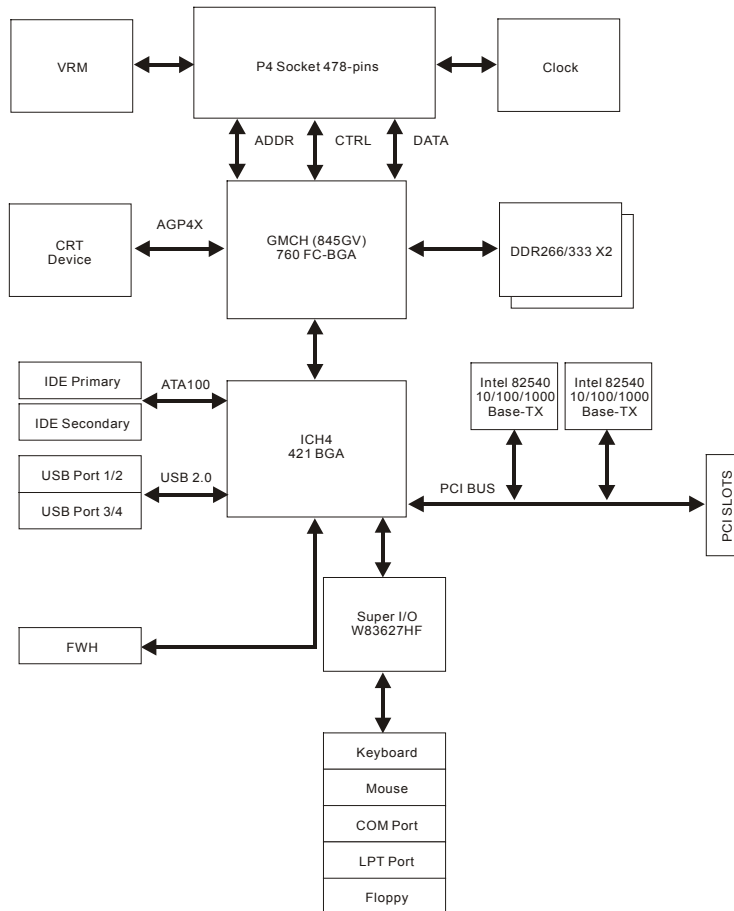 VRM
P4 Socket 478-pins
Clock
ADDR
CTRL
DATA
CRT
Device
AGP4X
GMCH (845GV)
760 FC-BGA
DDR266/333 X2
IDE Primary
IDE Secondary
ATA100
USB Port 1/2
USB Port 3/4
USB 2.0
ICH4
421 BGA
Intel 82540
10/100/1000
Base-TX
Intel 82540
10/100/1000
Base-TX
PCI BUS
PCI SLOTS
FWH
Super I/O
W83627HF
Keyboard
Mouse
COM Port
LPT Port
Floppy